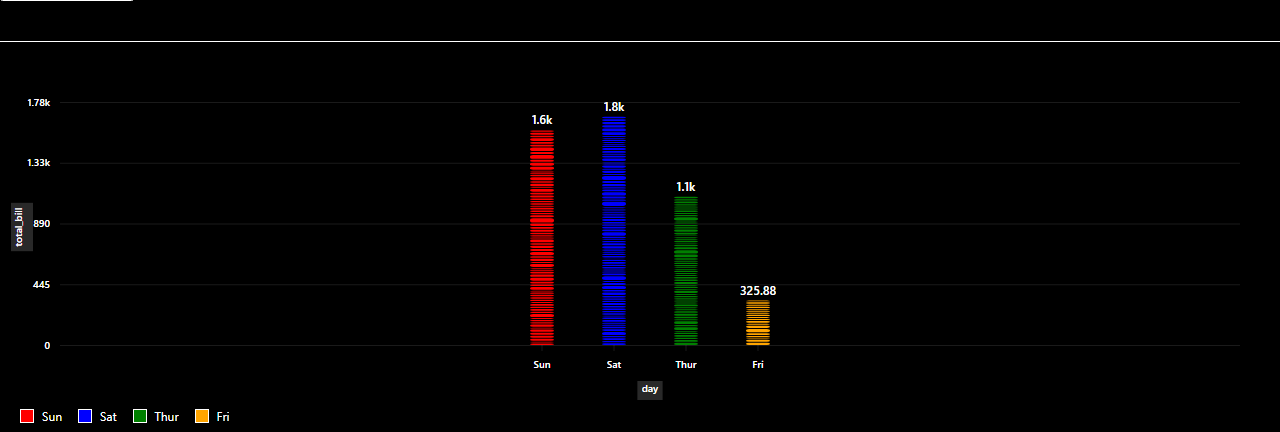 1.78k
1.33k
890
445
0
total_bill
1.6k
1.8k
1.1k
325.88
Sun Sat Thur Fri
day
Sun Sat Thur Fri